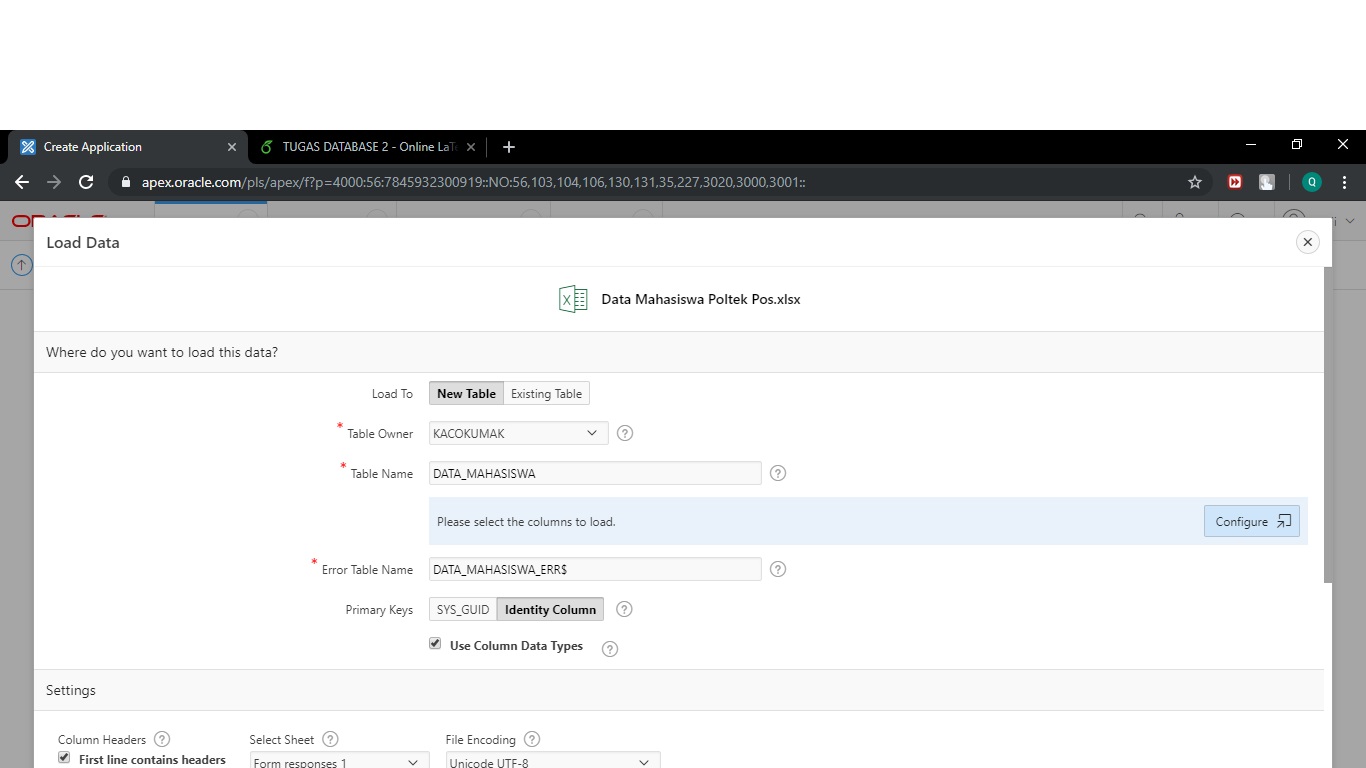 Create Application
TUGAS DATABASE 2 - Online LaTe
apex.oracle.com/pls/apex/f?p=4000:56:7845932300919::NO:56,103,104,106,130,131,35,227,3020,3000,3001::
Q
Load Data
Data Mahasiswa Poltek Pos.xlsx
Where do you want to load this data?
Load To New Table Existing Table
* Table Owner KACOKUMAK ?
* Table Name DATA_MAHASISWA ?
Please select the columns to load. Configure
* Error Table Name DATA_MAHASISWA_ERR$ ?
Primary Keys SYS_GUID Identity Column ?
Use Column Data Types ?
Settings
Column Headers ? Select Sheet ? File Encoding ?
First line contains headers Form responses 1 Unicode UTF-8